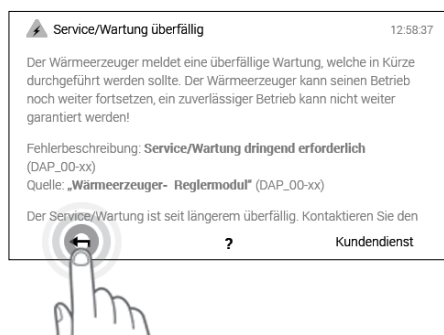 Service/Wartung überfällig 12:58:37
Der Wärmeerzeuger meldet eine überfällige Wartung, welche in Kürze
durchgeführt werden sollte. Der Wärmeerzeuger kann seinen Betrieb
noch weiter fortsetzen, ein zuverlässiger Betrieb kann nicht weiter
garantiert werden!
Fehlerbeschreibung: Service/Wartung dringend erforderlich
(DAP_00-xx)
Quelle: „Wärmeerzeuger- Reglermodul" (DAP_00-xx)
Der Service/Wartung ist seit längerem überfällig. Kontaktieren Sie den
? Kundendienst